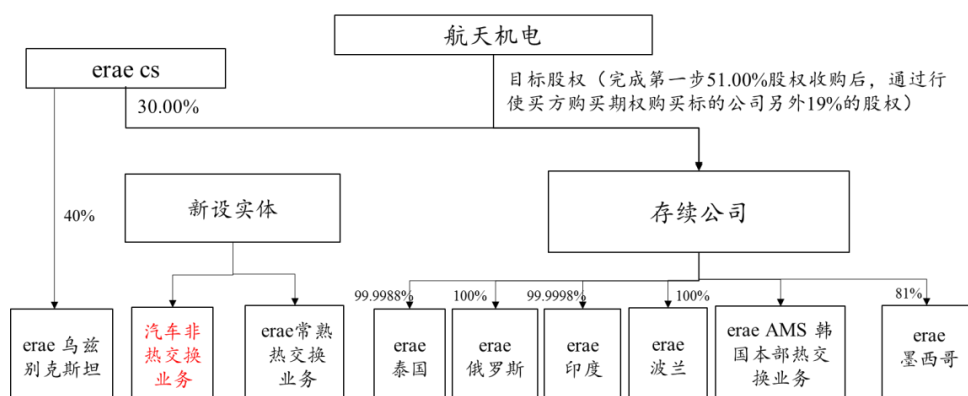 航天机电
erae cs
目标股权（完成第一步51.00%股权收购后，通过行
使买方购买期权购买标的公司另外19%的股权）
30.00%
40%
新设实体
存续公司
99.9988%
100%
99.9998%
100%
81%
erae 乌兹
别克斯坦
汽车非
热交换
业务
erae常熟
热交换
业务
erae
泰国
erae
俄罗斯
erae
印度
erae
波兰
erae AMS 韩
国本部热交
换业务
erae
墨西哥